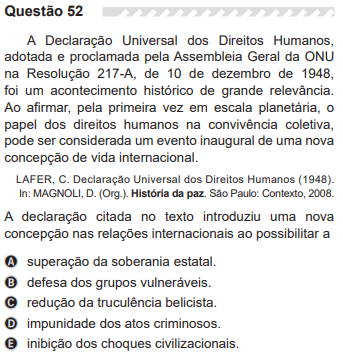 Questão 52
A Declaração Universal dos Direitos Humanos,
adotada e proclamada pela Assembleia Geral da ONU
na Resolução 217-A, de 10 de dezembro de 1948,
foi um acontecimento histórico de grande relevância.
Ao afirmar, pela primeira vez em escala planetária, o
papel dos direitos humanos na convivência coletiva,
pode ser considerada um evento inaugural de uma nova
concepção de vida internacional.
LAFER, C. Declaração Universal dos Direitos Humanos (1948).
In: MAGNOLI, D. (Org.). História da paz. São Paulo: Contexto, 2008.
A declaração citada no texto introduziu uma nova
concepção nas relações internacionais ao possibilitar a
A superação da soberania estatal.
B defesa dos grupos vulneráveis.
C redução da truculência belicista.
D impunidade dos atos criminosos.
E inibição dos choques civilizacionais.